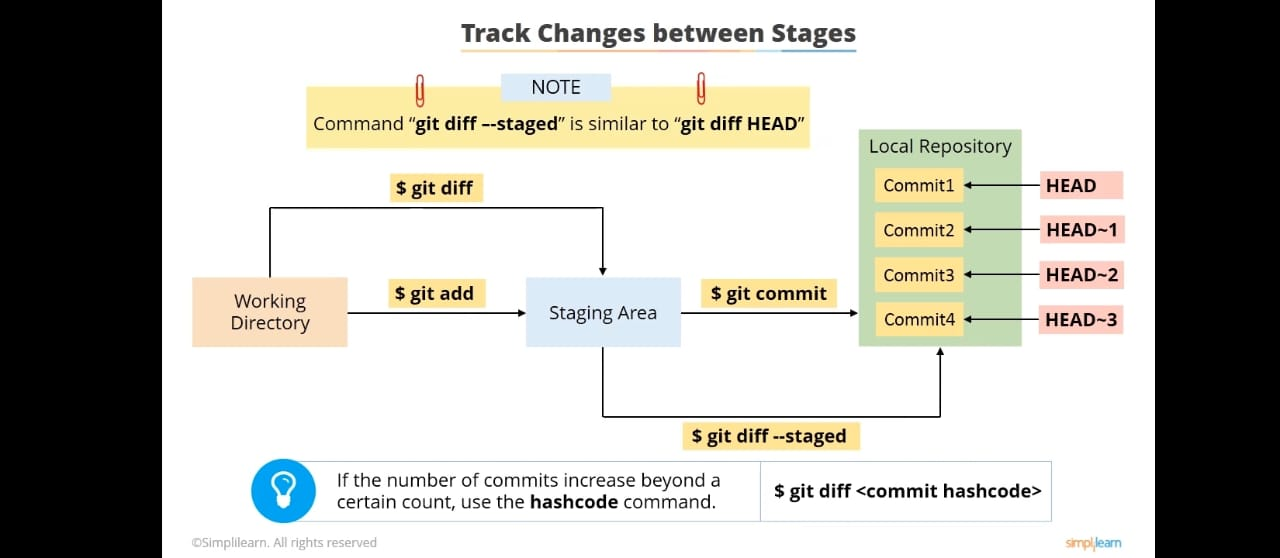 Track Changes between Stages
NOTE
Command “git diff --staged” is similar to “git diff HEAD”
Local Repository
$ git diff
Commit1
HEAD
Commit2
HEAD~1
Commit3
HEAD~2
Commit4
HEAD~3
Working
Directory
$ git add
Staging Area
$ git commit
$ git diff --staged
If the number of commits increase beyond a
certain count, use the hashcode command.
$ git diff <commit hashcode>
©Simplilearn. All rights reserved
simplilearn